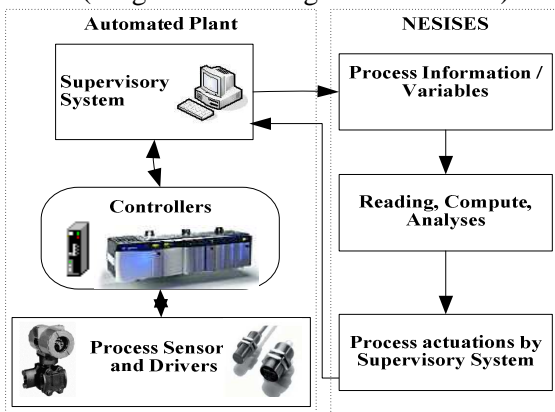 Automated Plant
Supervisory
System
Controllers
Process Sensor
and Drivers
NESISES
Process Information /
Variables
Reading, Compute,
Analyses
Process actuations by
Supervisory System